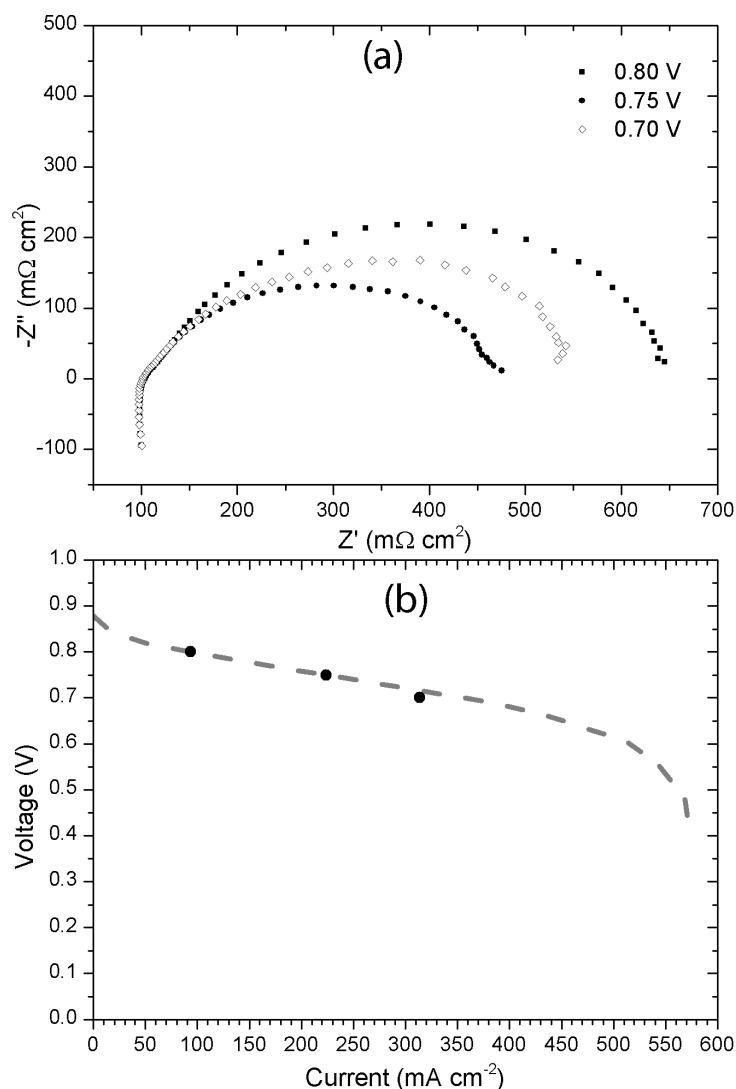 (a)
500
400
300
200
100
0
-100
-Z" (mΩ cm²)
0.80 V
0.75 V
0.70 V
100 200 300 400 500 600 700
Z' (mΩ cm²)
(b)
1.0
0.9
0.8
0.7
0.6
0.5
0.4
0.3
0.2
0.1
0.0
Voltage (V)
0 50 100 150 200 250 300 350 400 450 500 550 600
Current (mA cm⁻²)